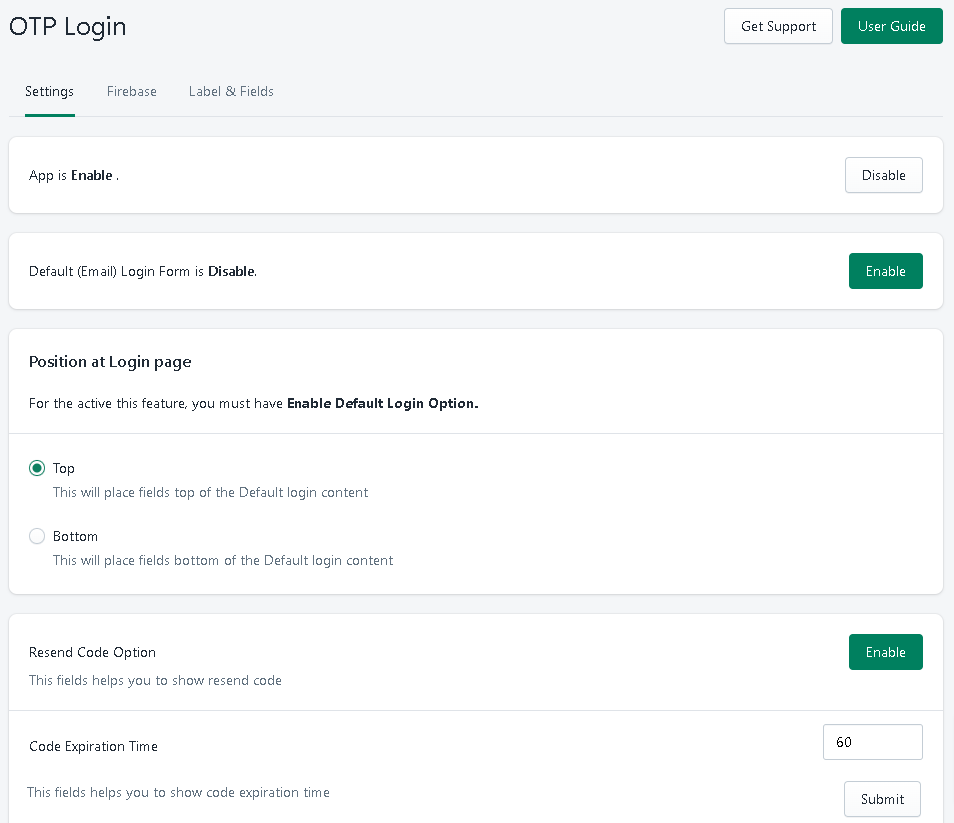 OTP Login
Get Support
User Guide
Settings
Firebase
Label & Fields
App is Enable .
Disable
Default (Email) Login Form is Disable.
Enable
Position at Login page
For the active this feature, you must have Enable Default Login Option.
Top
This will place fields top of the Default login content
Bottom
This will place fields bottom of the Default login content
Resend Code Option
Enable
This fields helps you to show resend code
Code Expiration Time
60
This fields helps you to show code expiration time
Submit